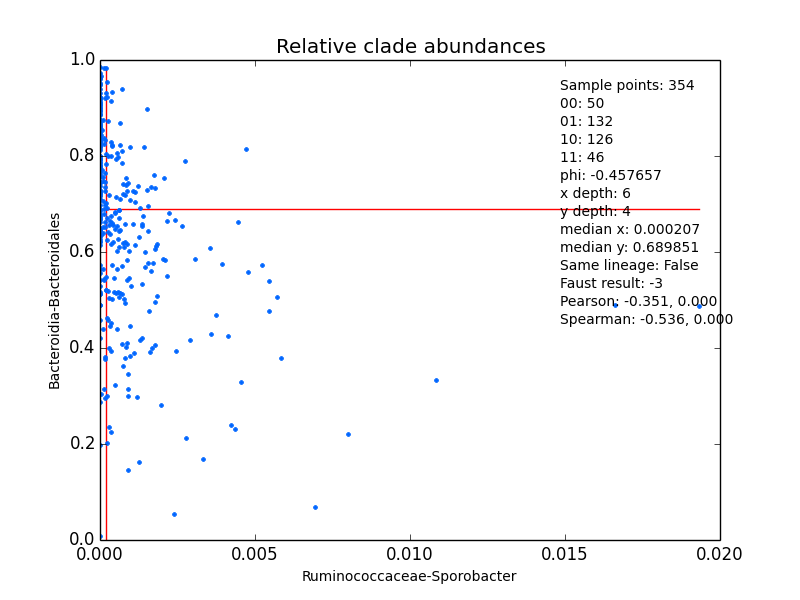 Relative clade abundances
1.0
0.8
0.6
0.4
0.2
0.0
Bacteroidia-Bacteroidales
Sample points: 354
00: 50
01: 132
10: 126
11: 46
phi: -0.457657
x depth: 6
y depth: 4
median x: 0.000207
median y: 0.689851
Same lineage: False
Faust result: -3
Pearson: -0.351, 0.000
Spearman: -0.536, 0.000
0.000
0.005
0.010
0.015
0.020
Ruminococcaceae-Sporobacter